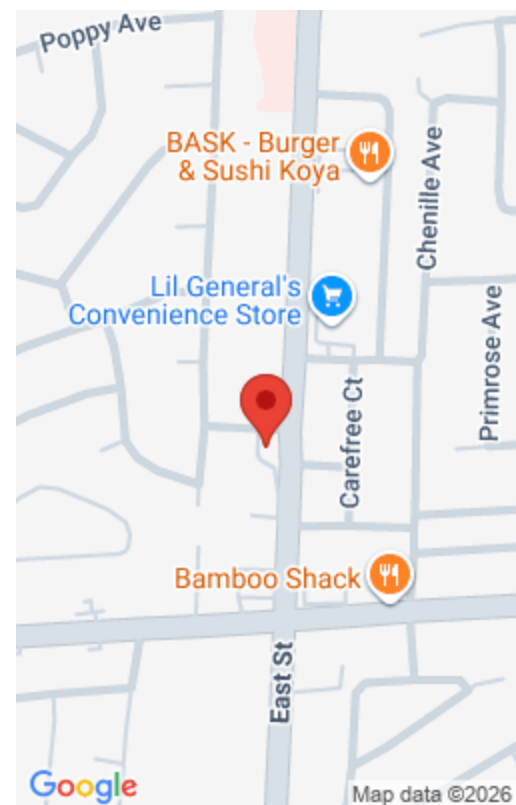 Poppy Ave
BASK - Burger
& Sushi Koya
Chenille Ave
Lil General's
Convenience Store
Primrose Ave
Carefree Ct
Bamboo Shack
East St
Google
Map data ©2026